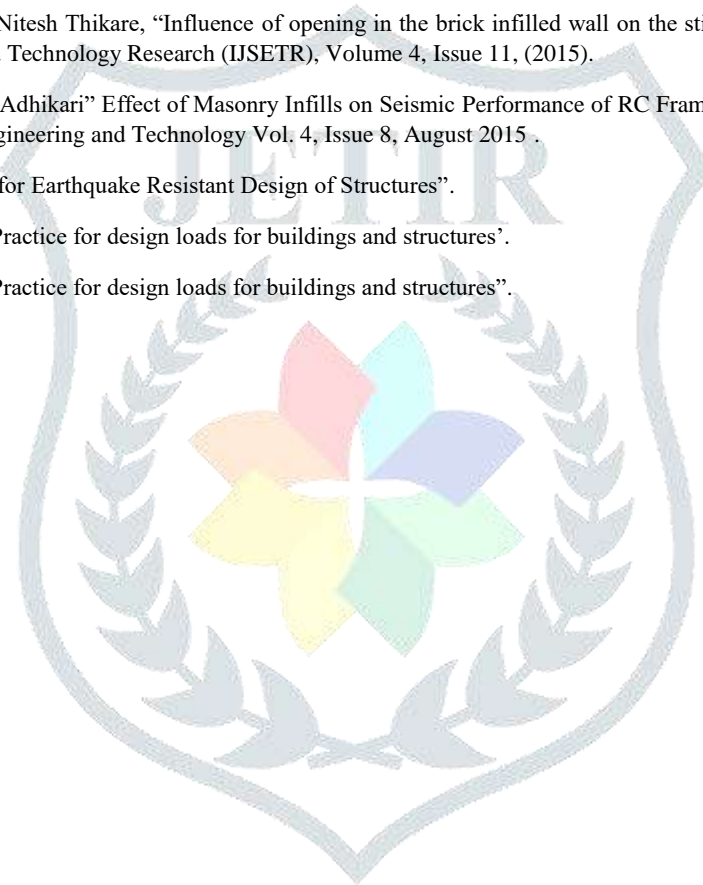 Nitesh Thikare, “Influence of opening in the brick infilled wall on the sti
Technology Research (IJSETR), Volume 4, Issue 11, (2015).
Adhikari” Effect of Masonry Infills on Seismic Performance of RC Fram
gineering and Technology Vol. 4, Issue 8, August 2015 .
for Earthquake Resistant Design of Structures”.
Practice for design loads for buildings and structures’.
Practice for design loads for buildings and structures”.
JETIR